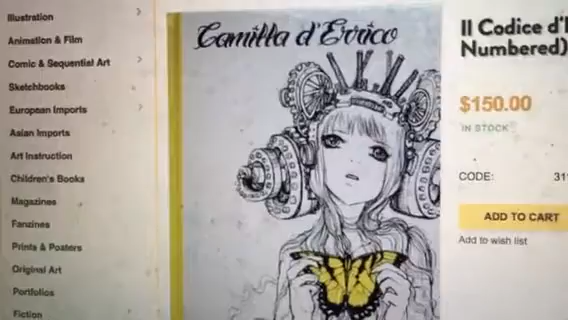 Illustration
Animation & Film
Comic & Sequential Art
Sketchbooks
European Imports
Asian Imports
Art Instruction
Children's Books
Magazines
Fanzines
Prints & Posters
Original Art
Portfolios
Fiction
Camilla d'Errico
Il Codice d'
Numbered)
$150.00
IN STOCK
CODE:
ADD TO CART
Add to wish list